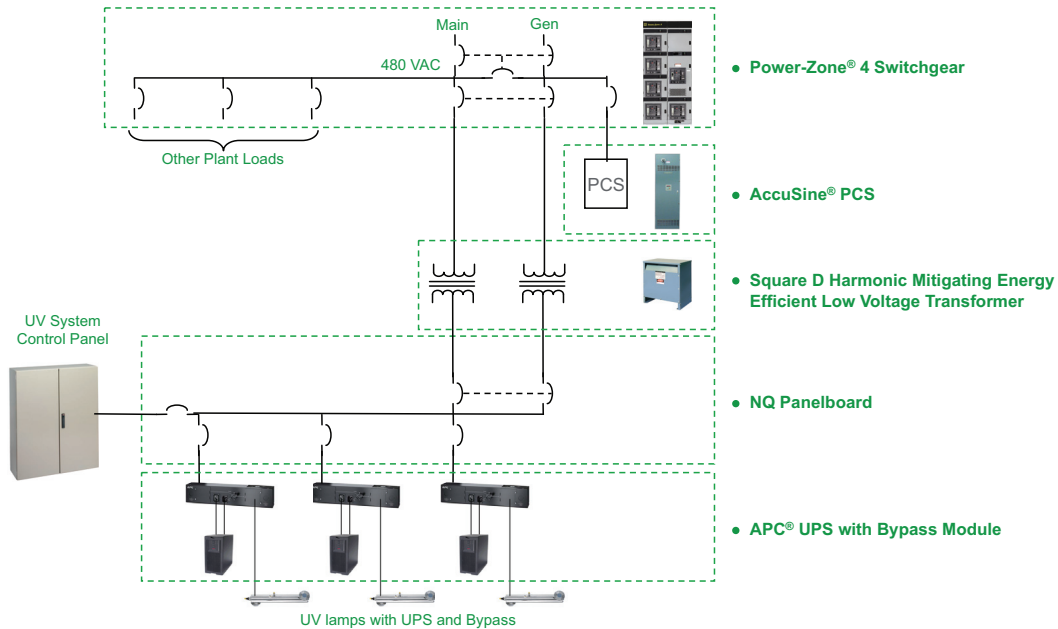 Main
Gen
480 VAC
• Power-Zone® 4 Switchgear
Other Plant Loads
PCS
• AccuSine® PCS
• Square D Harmonic Mitigating Energy
Efficient Low Voltage Transformer
UV System
Control Panel
• NQ Panelboard
• APC® UPS with Bypass Module
UV lamps with UPS and Bypass